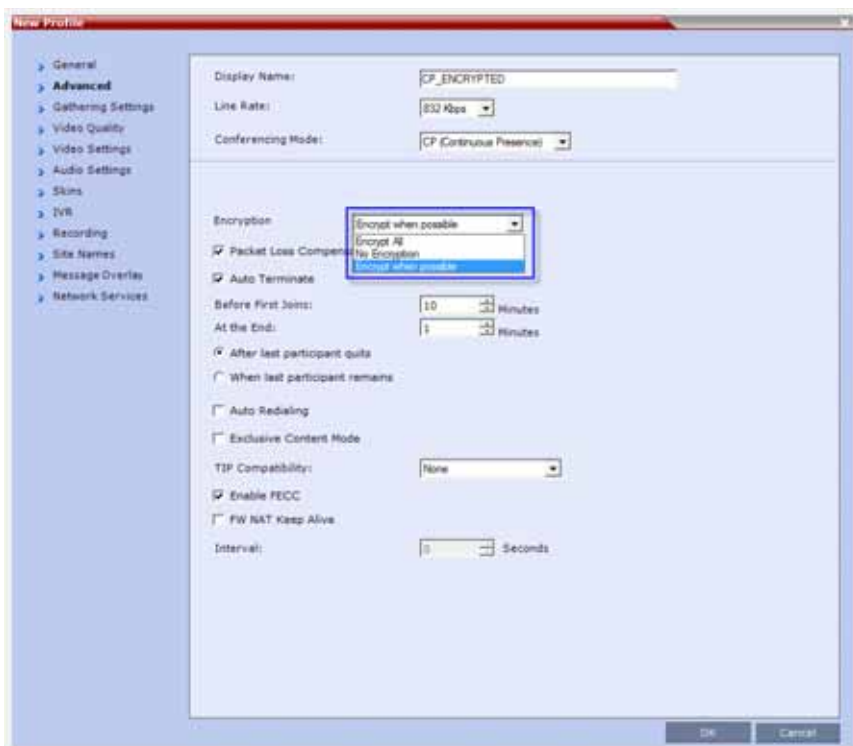 New Profile
General
Advanced
Gathering Settings
Video Quality
Video Settings
Audio Settings
Skins
IVR
Recording
Site Names
Message Overlay
Network Services
Display Name: CP_ENCRYPTED
Line Rate: 832 Kbps
Conferencing Mode: CP (Continuous Presence)
Encryption Encrypt when possible
Encrypt All
No Encryption
Encrypt when possible
Packet Loss Compens
Auto Terminate
Before First Joins: 10 Minutes
At the End: 1 Minutes
After last participant quits
When last participant remains
Auto Redialing
Exclusive Content Mode
TIP Compatibility: None
Enable FECC
FW NAT Keep Alive
Interval: Seconds
OK Cancel